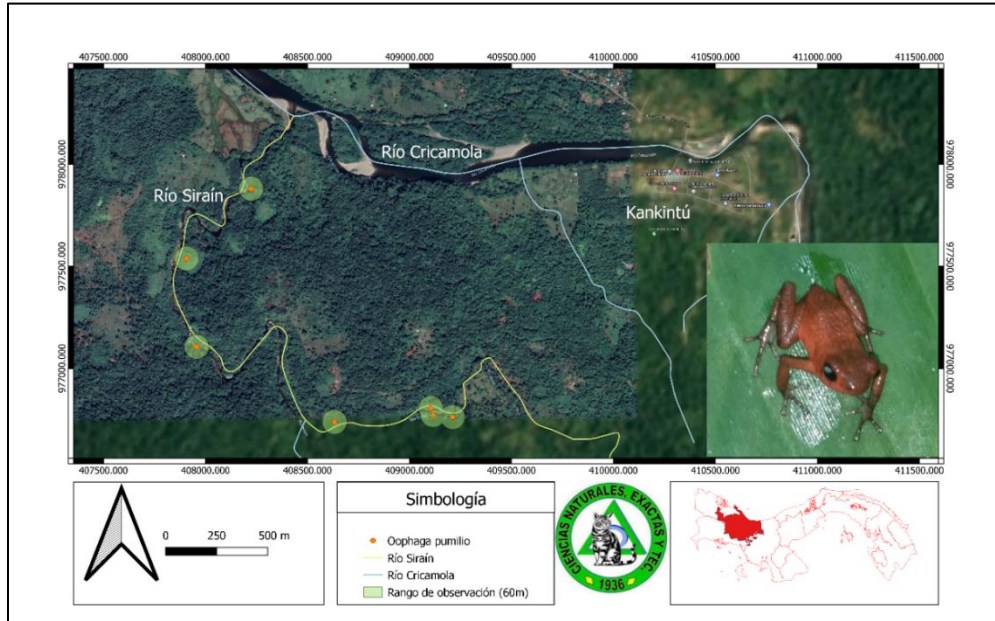 407500.000 408000.000 408500.000 409000.000 409500.000 410000.000 410500.000 411000.000 411500.000
978000.000
977500.000
977000.000
Río Cricamola
Río Siraín
Kankintú
978000.000
977500.000
977000.000
407500.000 408000.000 408500.000 409000.000 409500.000 410000.000 410500.000 411000.000 411500.000
0 250 500 m
Simbología
Oophaga pumilio
Río Siraín
Río Cricamola
Rango de observación (60m)
CIENCIAS NATURALES, EXACTAS Y TEC.
1936